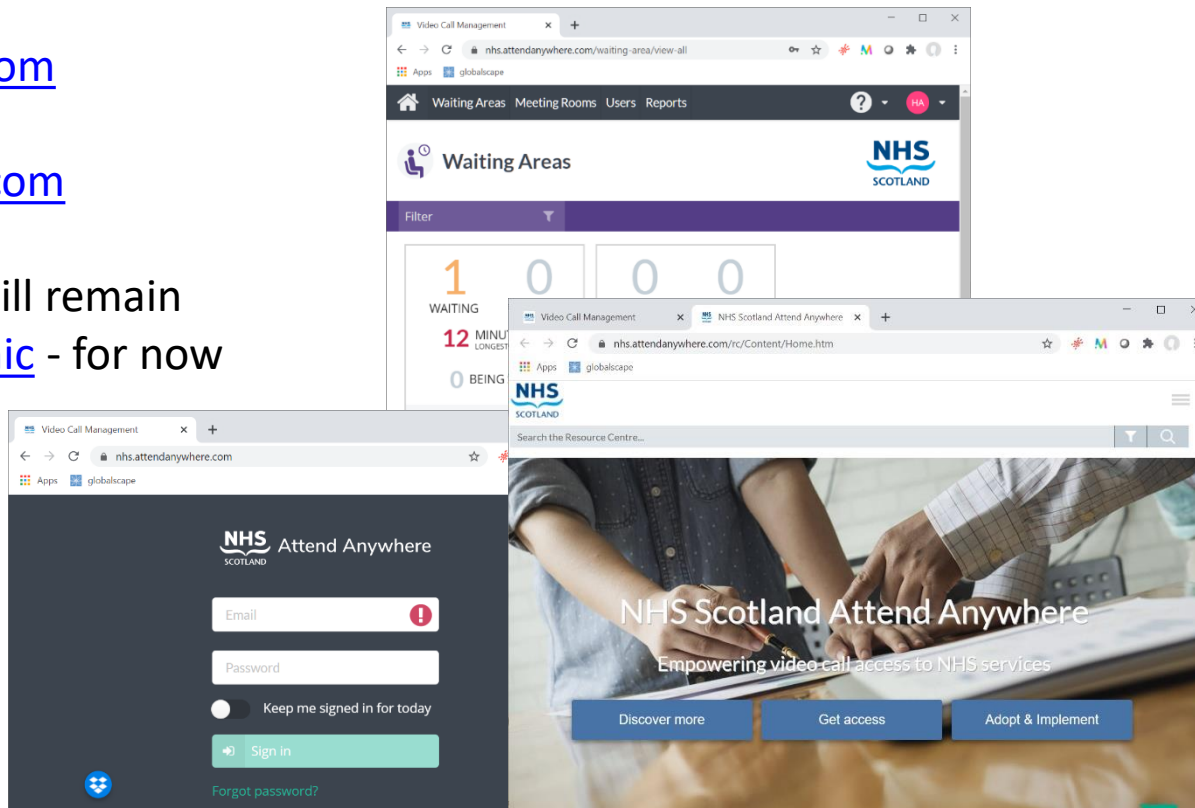 om
com
ill remain
ic - for now
Video Call Management
nhs.attendanywhere.com/waiting-area/view-all
Apps globalscape
Waiting Areas Meeting Rooms Users Reports
? HA
Waiting Areas
NHS
SCOTLAND
Filter
1 0 0 0
WAITING
12 MINU
LONGEST
0 BEING
Video Call Management NHS Scotland Attend Anywhere
nhs.attendanywhere.com/rc/Content/Home.htm
Apps globalscape
NHS
SCOTLAND
Search the Resource Centre...
NHS Scotland Attend Anywhere
Empowering video call access to NHS services
Discover more Get access Adopt & Implement
Video Call Management
nhs.attendanywhere.com
Apps globalscape
NHS
SCOTLAND
Attend Anywhere
Email
Password
Keep me signed in for today
Sign in
Forgot password?